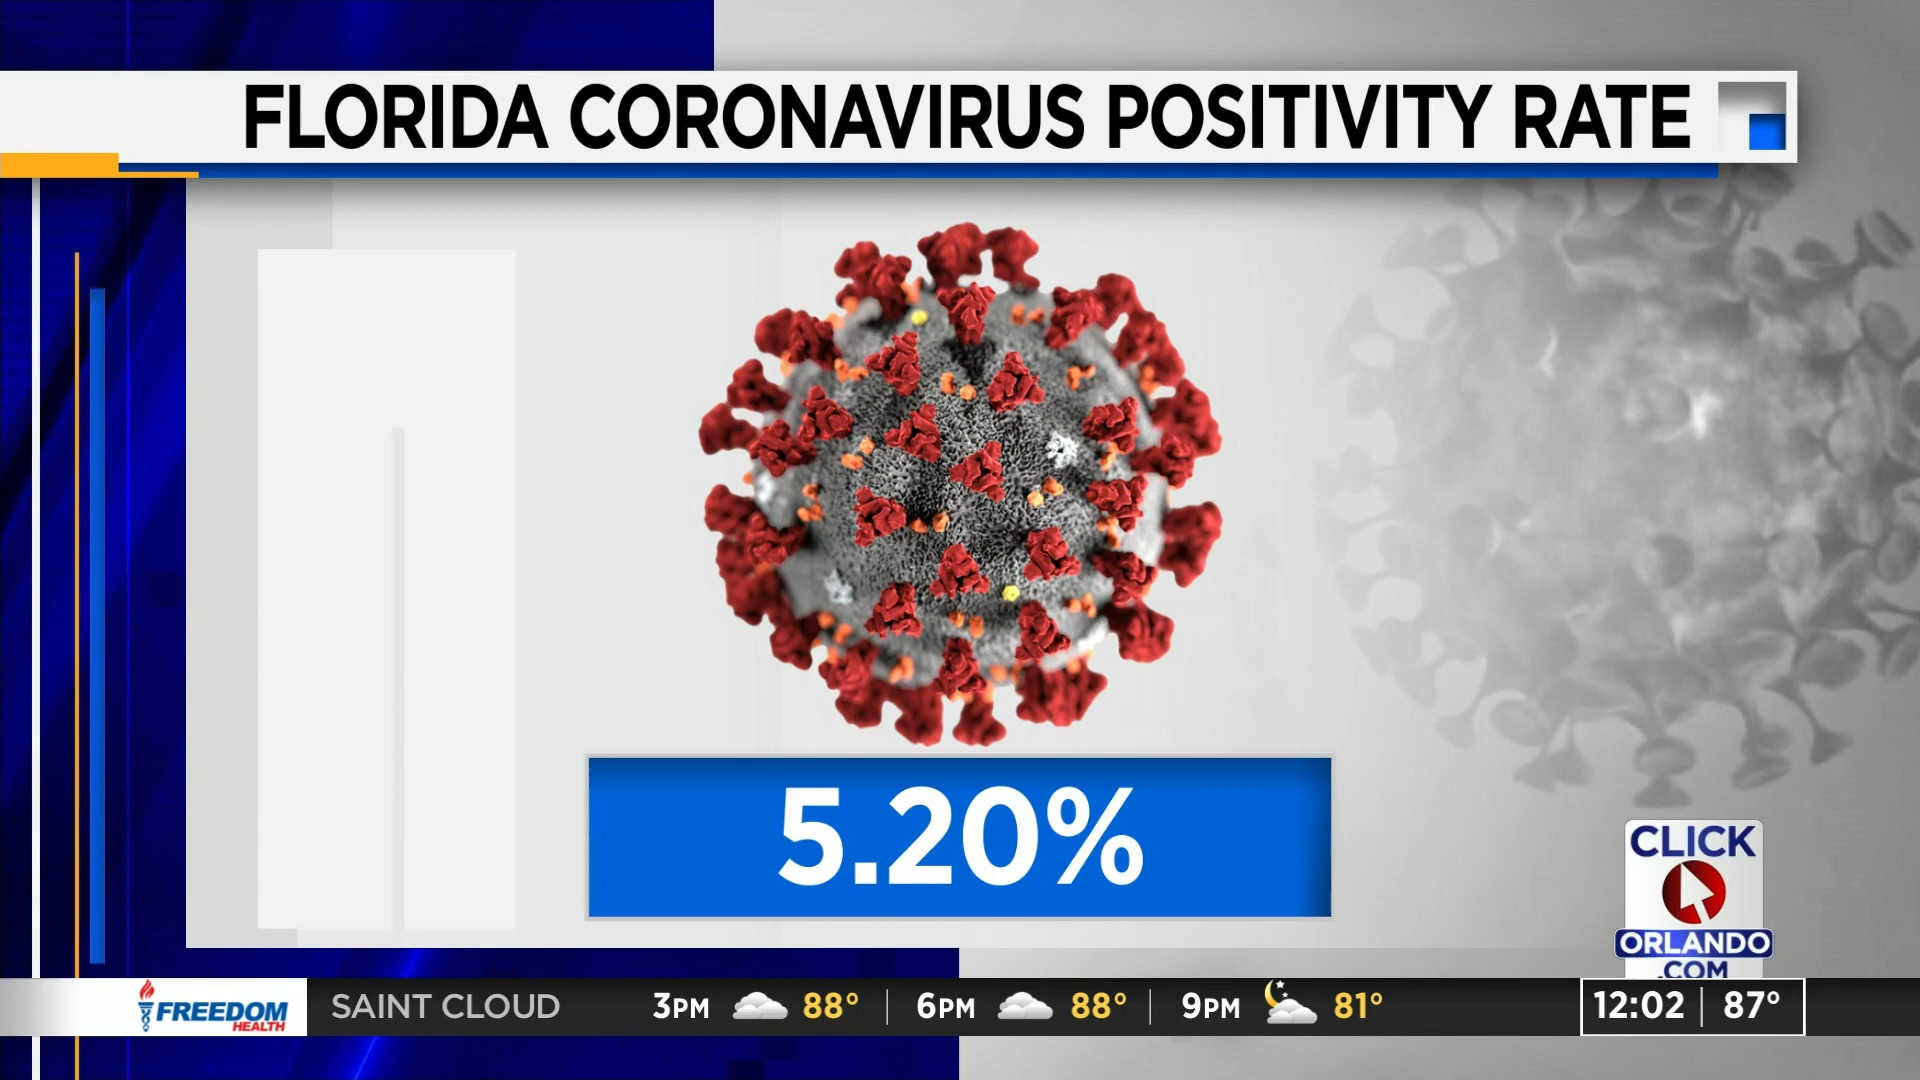 FLORIDA CORONAVIRUS POSITIVITY RATE
5.20%
CLICK
ORLANDO
.COM
FREEDOM
HEALTH
SAINT CLOUD 3PM 88° 6PM 88° 9PM 81° 12:02 87°